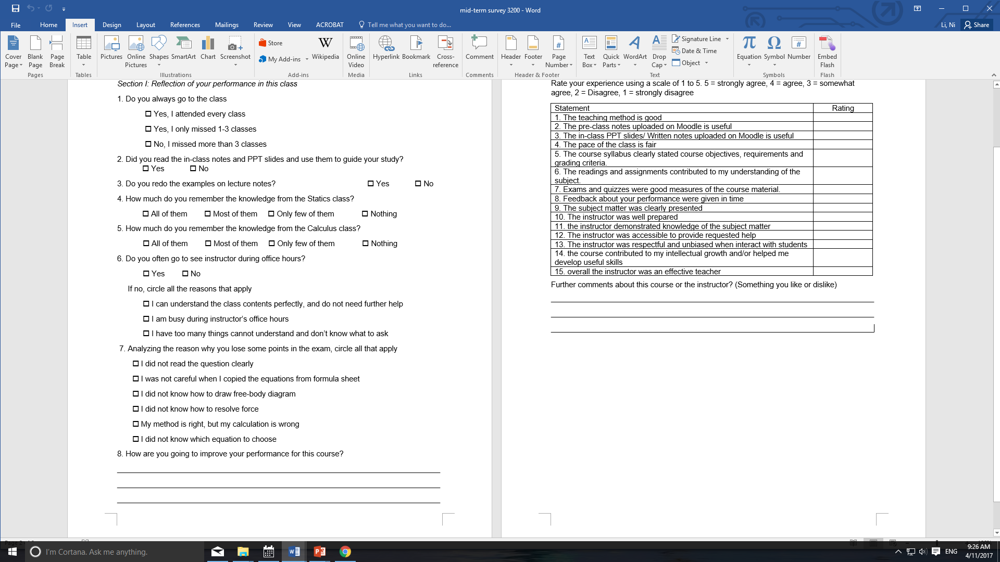 mid-term survey 3200 - Word
File Home Insert Design Layout References Mailings Review View ACROBAT Tell me what you want to do... Li, Ni Share
Cover Page
Blank Page
Page Break
Pages
Table
Tables
Pictures
Online Pictures
Shapes
SmartArt
Chart
Screenshot
Illustrations
Store
My Add-ins
Wikipedia
Add-ins
Online Video
Media
Hyperlink
Bookmark
Cross-reference
Links
Comment
Comments
Header
Footer
Page Number
Header & Footer
Text Box
Quick Parts
WordArt
Drop Cap
Signature Line
Date & Time
Object
Text
Equation
Symbol
Number
Symbols
Embed Flash
Flash
Section I: Reflection of your performance in this class
1. Do you always go to the class
Yes, I attended every class
Yes, I only missed 1-3 classes
No, I missed more than 3 classes
2. Did you read the in-class notes and PPT slides and use them to guide your study?
Yes No
3. Do you redo the examples on lecture notes? Yes No
4. How much do you remember the knowledge from the Statics class?
All of them Most of them Only few of them Nothing
5. How much do you remember the knowledge from the Calculus class?
All of them Most of them Only few of them Nothing
6. Do you often go to see instructor during office hours?
Yes No
If no, circle all the reasons that apply
I can understand the class contents perfectly, and do not need further help
I am busy during instructor's office hours
I have too many things cannot understand and don't know what to ask
7. Analyzing the reason why you lose some points in the exam, circle all that apply
I did not read the question clearly
I was not careful when I copied the equations from formula sheet
I did not know how to draw free-body diagram
I did not know how to resolve force
My method is right, but my calculation is wrong
I did not know which equation to choose
8. How are you going to improve your performance for this course?
Rate your experience using a scale of 1 to 5. 5 = strongly agree, 4 = agree, 3 = somewhat
agree, 2 = Disagree, 1 = strongly disagree
Statement Rating
1. The teaching method is good
2. The pre-class notes uploaded on Moodle is useful
3. The in-class PPT slides/ Written notes uploaded on Moodle is useful
4. The pace of the class is fair
5. The course syllabus clearly stated course objectives, requirements and
grading criteria.
6. The readings and assignments contributed to my understanding of the
subject.
7. Exams and quizzes were good measures of the course material.
8. Feedback about your performance were given in time
9. The subject matter was clearly presented
10. The instructor was well prepared
11. the instructor demonstrated knowledge of the subject matter
12. The instructor was accessible to provide requested help
13. The instructor was respectful and unbiased when interact with students
14. the course contributed to my intellectual growth and/or helped me
develop useful skills
15. overall the instructor was an effective teacher
Further comments about this course or the instructor? (Something you like or dislike)
I'm Cortana. Ask me anything.
ENG
9:26 AM
4/11/2017